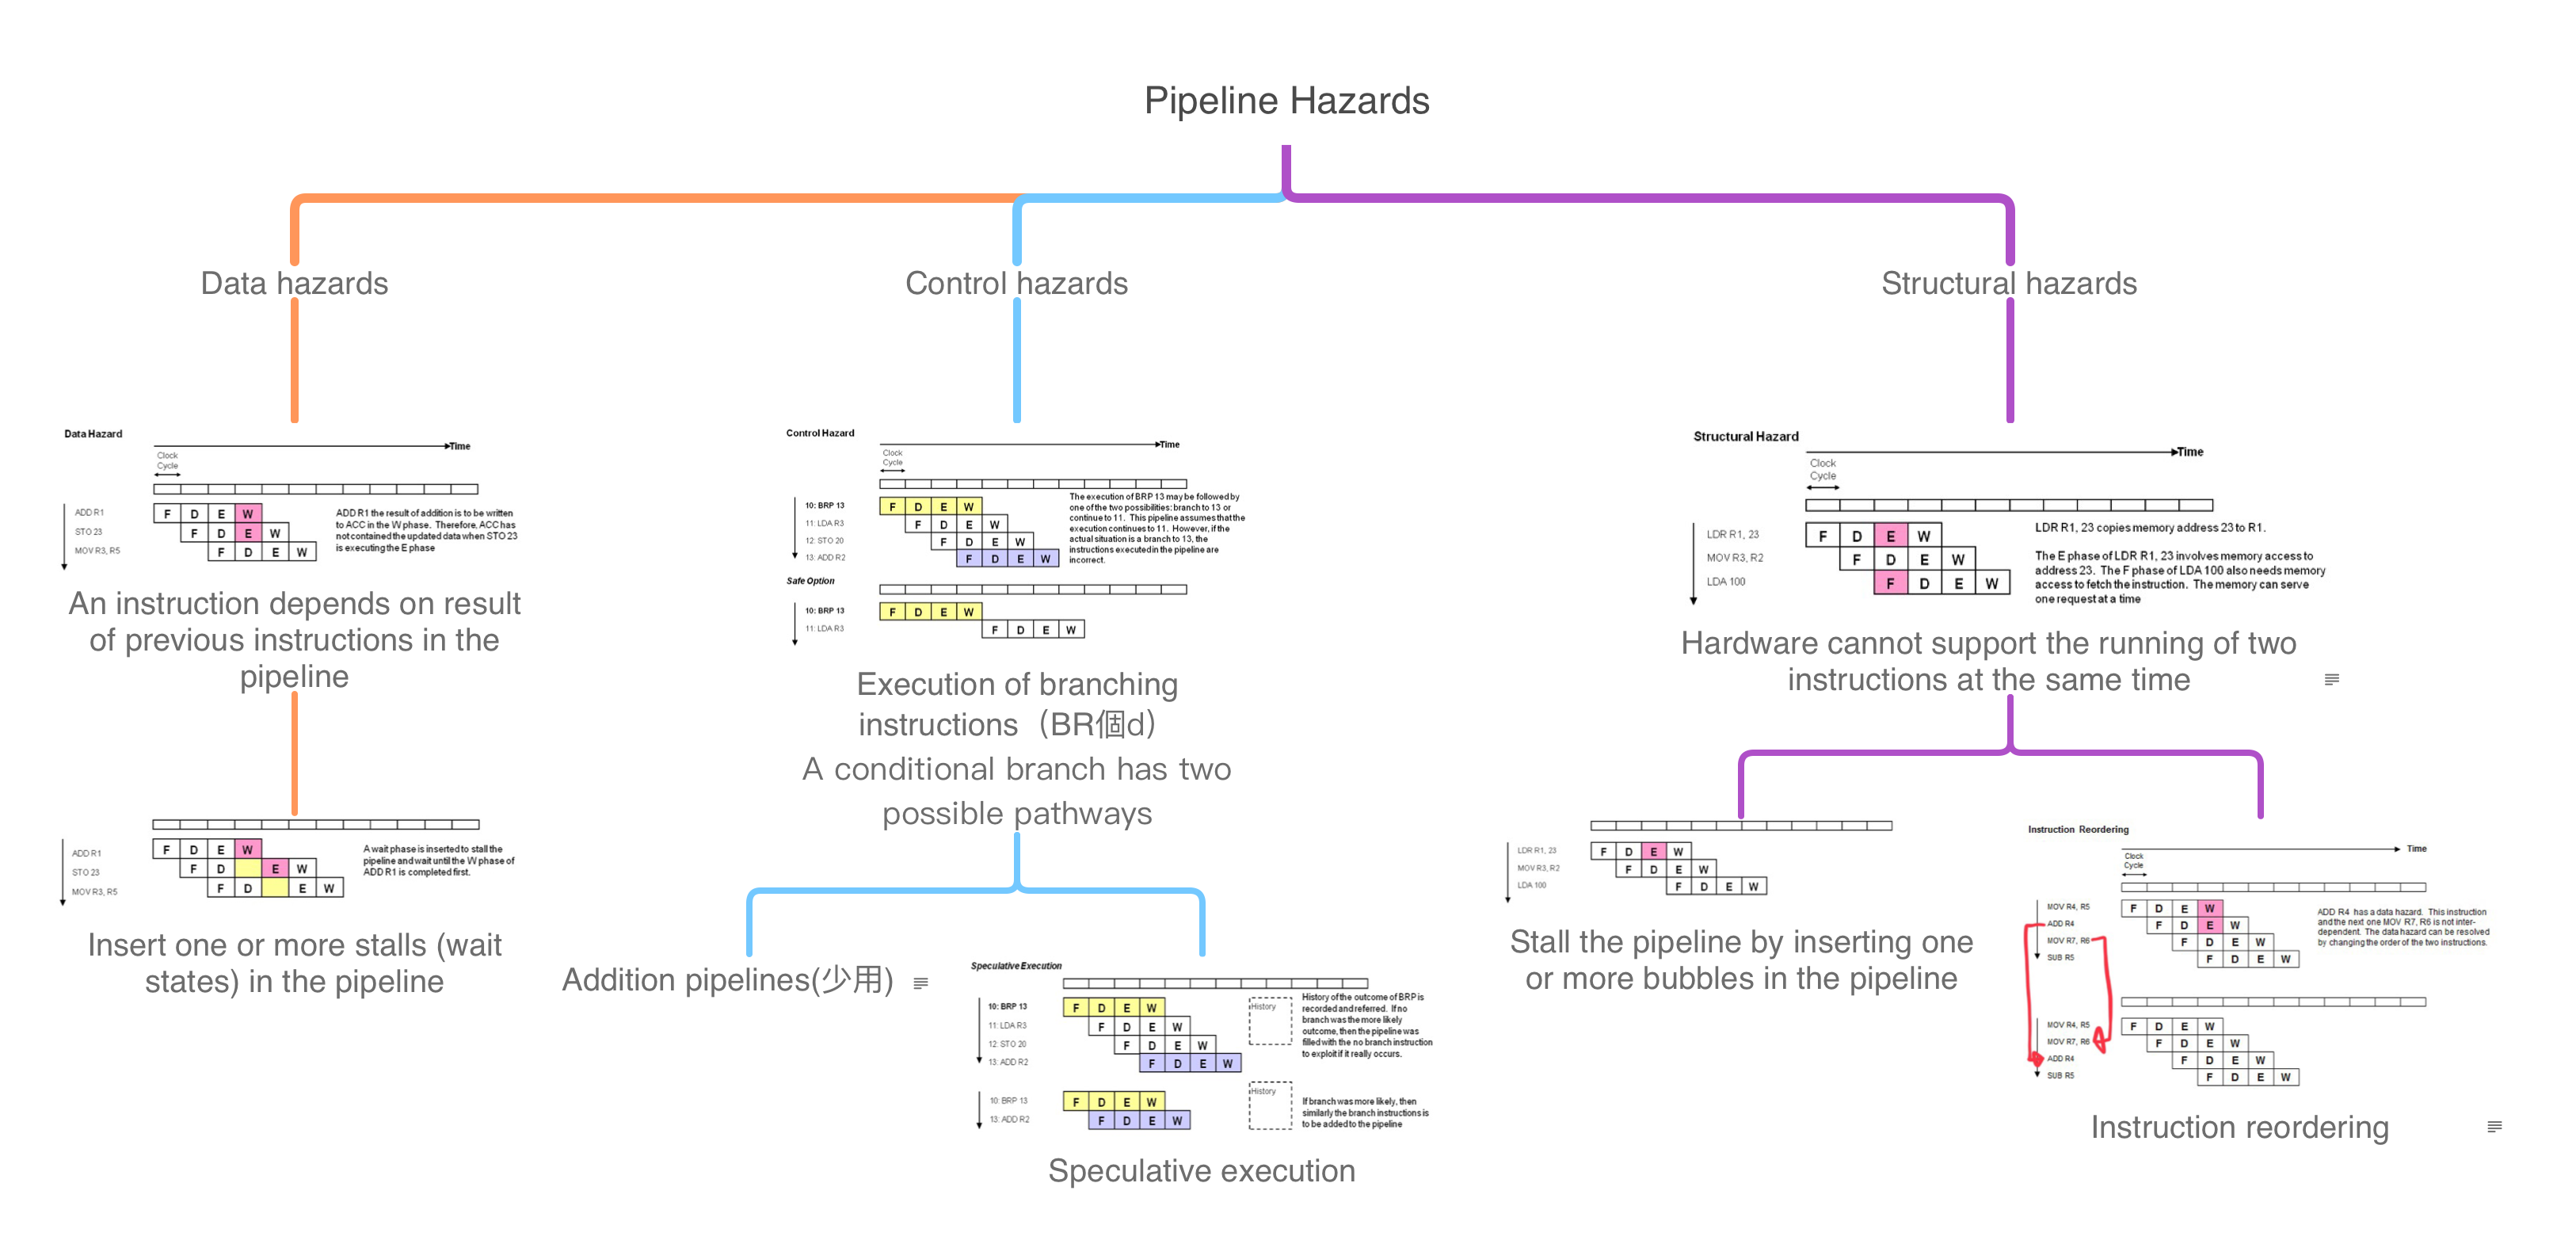 Pipeline Hazards
Data hazards
Control hazards
Structural hazards
Data Hazard
Time
Clock
Cycle
ADD R1
F D E W
STO 23
F D E W
MOV R3, R5
F D E W
ADD R1 the result of addition is to be written
to ACC in the W phase. Therefore, ACC has
not contained the updated data when STO 23
is executing the E phase
An instruction depends on result
of previous instructions in the
pipeline
ADD R1
F D E W
STO 23
F D E W
MOV R3, R5
F D E W
A wait phase is inserted to stall the
pipeline and wait until the W phase of
ADD R1 is completed first.
Insert one or more stalls (wait
states) in the pipeline
Control Hazard
Time
Clock
Cycle
10: BRP 13
F D E W
11: LDA R3
F D E W
12: STO 20
F D E W
13: ADD R2
F D E W
The execution of BRP 13 may be followed by
one of the two possibilities: branch to 13 or
continue to 11. This pipeline assumes that the
execution continues to 11. However, if the
actual situation is a branch to 13, the
instructions executed in the pipeline are
incorrect.
Safe Option
10: BRP 13
F D E W
11: LDA R3
F D E W
Execution of branching
instructions（BR個d）
A conditional branch has two
possible pathways
Addition pipelines(少用)
Speculative Execution
10: BRP 13
F D E W
11: LDA R3
F D E W
12: STO 20
F D E W
13: ADD R2
F D E W
History
History of the outcome of BRP is
recorded and referred. If no
branch was the more likely
outcome, then the pipeline was
filled with the no branch instruction
to exploit if it really occurs.
10: BRP 13
F D E W
13: ADD R2
F D E W
History
If branch was more likely, then
similarly the branch instructions is
to be added to the pipeline
Speculative execution
Structural Hazard
Time
Clock
Cycle
LDR R1, 23
F D E W
MOV R3, R2
F D E W
LDA 100
F D E W
LDR R1, 23 copies memory address 23 to R1.
The E phase of LDR R1, 23 involves memory access to
address 23. The F phase of LDA 100 also needs memory
access to fetch the instruction. The memory can serve
one request at a time
Hardware cannot support the running of two
instructions at the same time
LDR R1, 23
F D E W
MOV R3, R2
F D E W
LDA 100
F D E W
Stall the pipeline by inserting one
or more bubbles in the pipeline
Instruction Reordering
Time
Clock
Cycle
MOV R4, R5
F D E W
ADD R4
F D E W
MOV R7, R6
F D E W
SUB R5
F D E W
ADD R4 has a data hazard. This instruction
and the next one MOV R7, R6 is not inter-
dependent. The data hazard can be resolved
by changing the order of the two instructions.
MOV R4, R5
F D E W
MOV R7, R6
F D E W
ADD R4
F D E W
SUB R5
F D E W
Instruction reordering